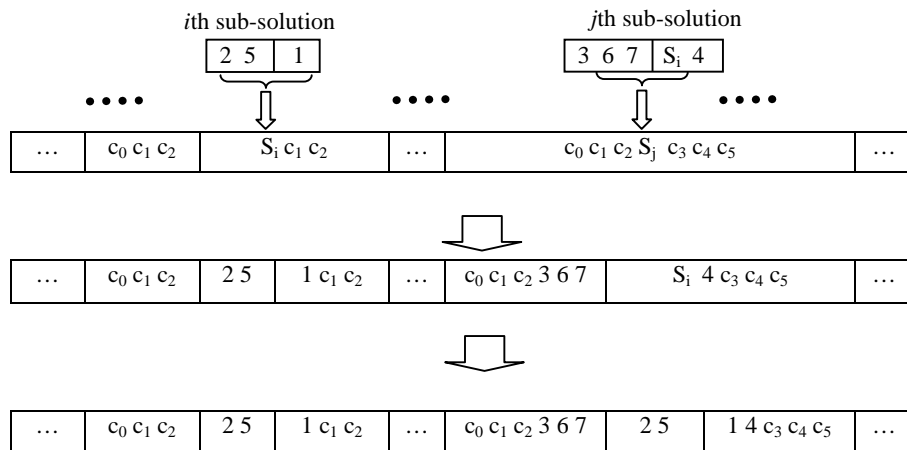 ith sub-solution jth sub-solution
2 5 1 3 6 7 Sᵢ 4
•••• •••• ••••
… c₀ c₁ c₂ Sᵢ c₁ c₂ … c₀ c₁ c₂ Sⱼ c₃ c₄ c₅ …
… c₀ c₁ c₂ 2 5 1 c₁ c₂ … c₀ c₁ c₂ 3 6 7 Sᵢ 4 c₃ c₄ c₅ …
… c₀ c₁ c₂ 2 5 1 c₁ c₂ … c₀ c₁ c₂ 3 6 7 2 5 1 4 c₃ c₄ c₅ …